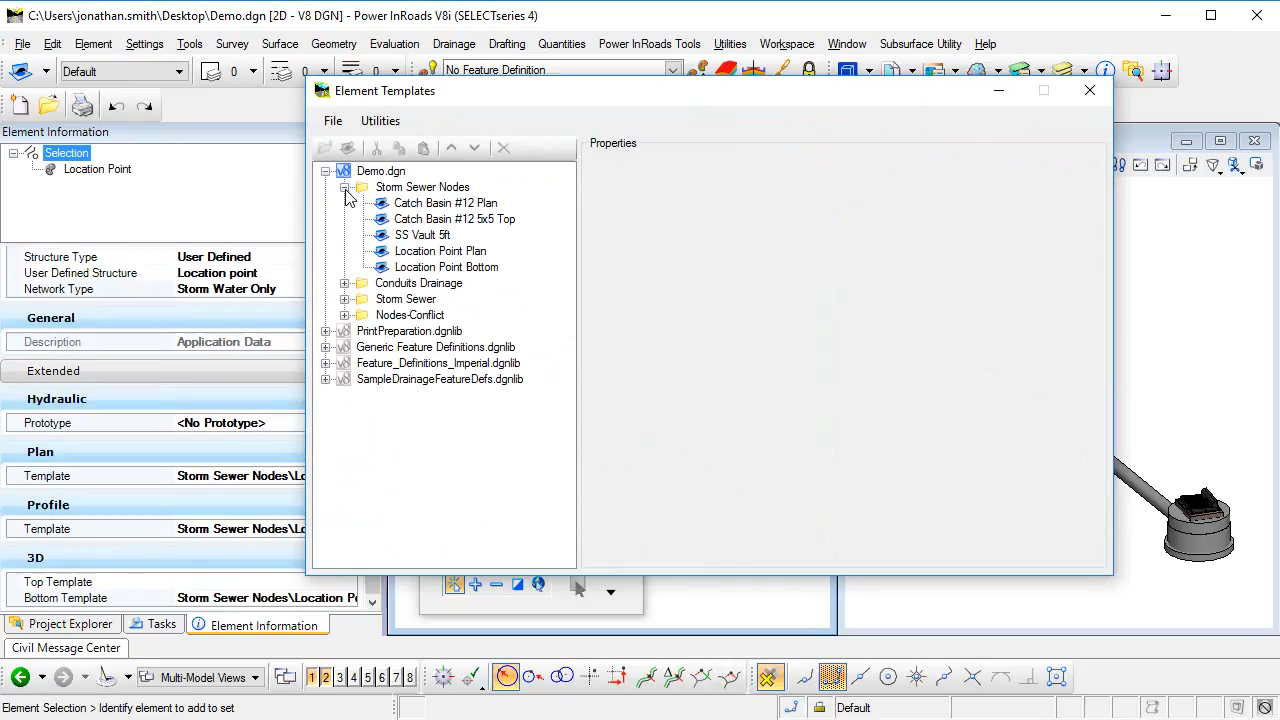 C:\Users\jonathan.smith\Desktop\Demo.dgn [2D - V8 DGN] - Power InRoads V8i (SELECTseries 4)
File Edit Element Settings Tools Survey Surface Geometry Evaluation Drainage Drafting Quantities Power InRoads Tools Utilities Workspace Window Subsurface Utility Help
Default 0 0 0 No Feature Definition
Element Information
Selection
Location Point
Structure Type User Defined
User Defined Structure Location point
Network Type Storm Water Only
General
Description Application Data
Extended
Hydraulic
Prototype <No Prototype>
Plan
Template Storm Sewer Nodes\Lo
Profile
Template Storm Sewer Nodes\Lo
3D
Top Template
Bottom Template Storm Sewer Nodes\Location Po
Project Explorer Tasks Element Information
Civil Message Center
Element Templates
File Utilities
Demo.dgn
Storm Sewer Nodes
Catch Basin #12 Plan
Catch Basin #12 5x5 Top
SS Vault 5ft
Location Point Plan
Location Point Bottom
Conduits Drainage
Storm Sewer
Nodes-Conflict
PrintPreparation.dgnlib
Generic Feature Definitions.dgnlib
Feature_Definitions_Imperial.dgnlib
SampleDrainageFeatureDefs.dgnlib
Properties
Multi-Model Views 1 2 3 4 5 6 7 8
Element Selection > Identify element to add to set Default